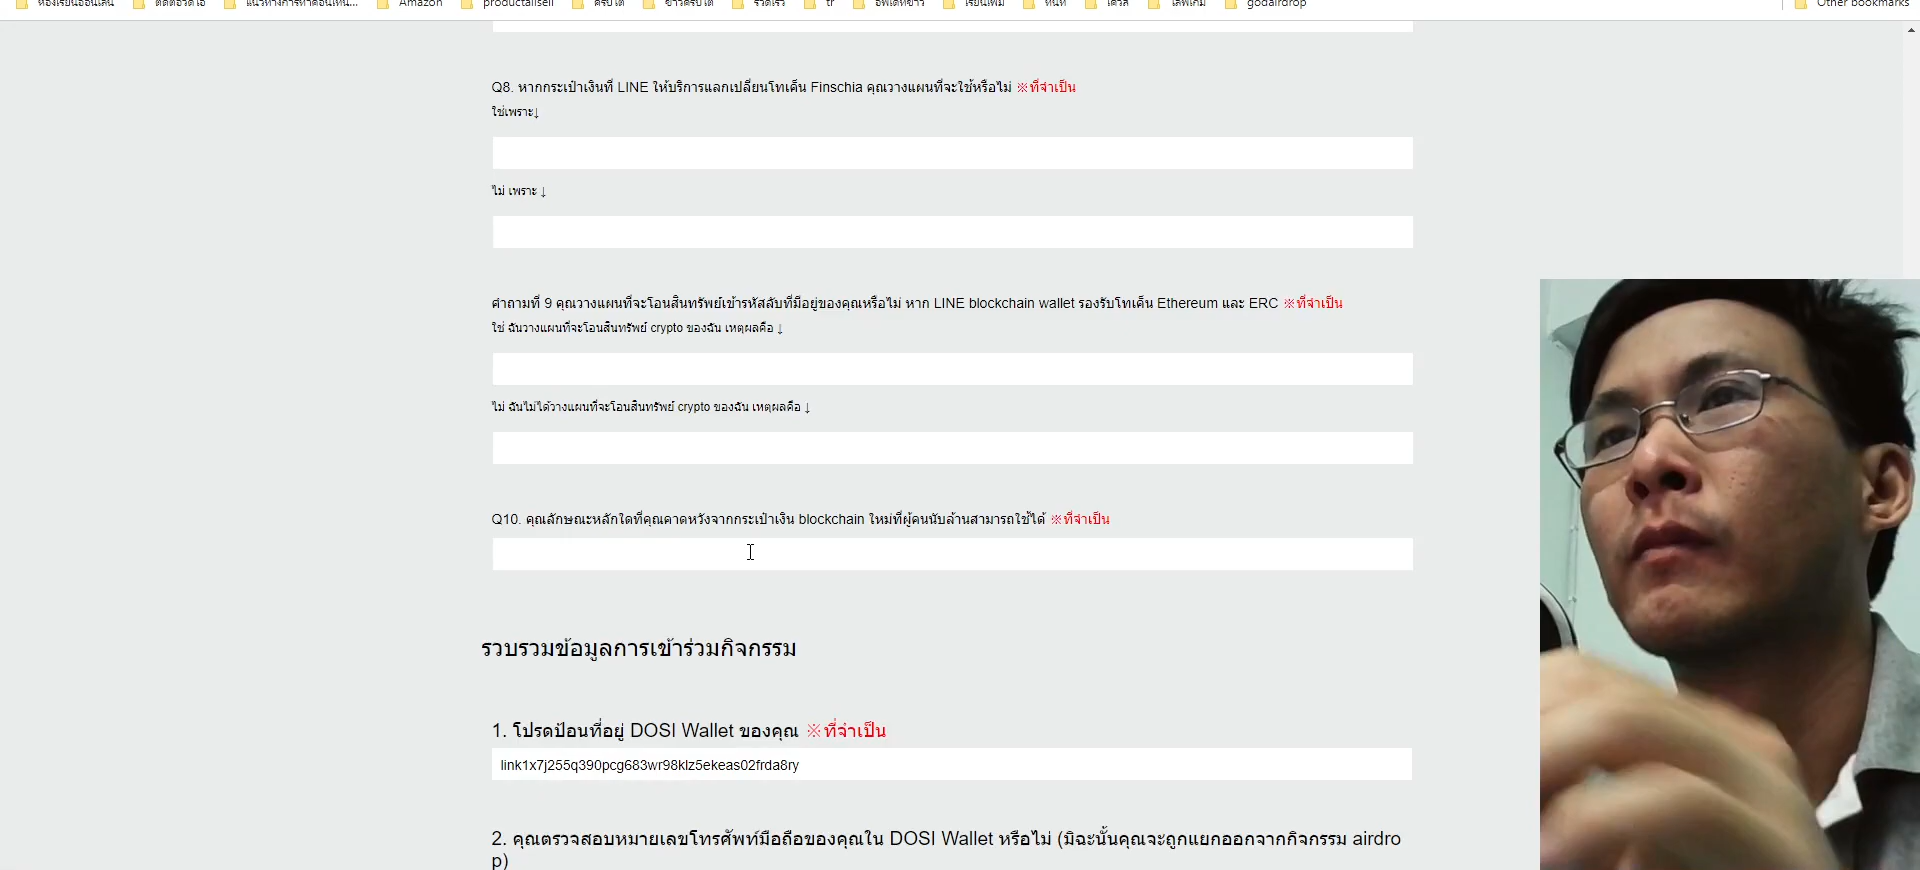 Amazon productallsell tr godairdrop Other bookmarks
Q8. หากกระเป๋าเงินที่ LINE ให้บริการแลกเปลี่ยนโทเค็น Finschia คุณวางแผนที่จะใช้หรือไม่ ※ที่จำเป็น
ใช่เพราะ↓
ไม่ เพราะ ↓
คำถามที่ 9 คุณวางแผนที่จะโอนสินทรัพย์เข้ารหัสลับที่มีอยู่ของคุณหรือไม่ หาก LINE blockchain wallet รองรับโทเค็น Ethereum และ ERC ※ที่จำเป็น
ใช่ ฉันวางแผนที่จะโอนสินทรัพย์ crypto ของฉัน เหตุผลคือ ↓
ไม่ ฉันไม่ได้วางแผนที่จะโอนสินทรัพย์ crypto ของฉัน เหตุผลคือ ↓
Q10. คุณลักษณะหลักใดที่คุณคาดหวังจากกระเป๋าเงิน blockchain ใหม่ที่ผู้คนนับล้านสามารถใช้ได้ ※ที่จำเป็น
รวบรวมข้อมูลการเข้าร่วมกิจกรรม
1. โปรดป้อนที่อยู่ DOSI Wallet ของคุณ ※ที่จำเป็น
link1x7j255q390pcg683wr98klz5ekeas02frda8ry
2. คุณตรวจสอบหมายเลขโทรศัพท์มือถือของคุณใน DOSI Wallet หรือไม่ (มิฉะนั้นคุณจะถูกแยกออกจากกิจกรรม airdro
p)